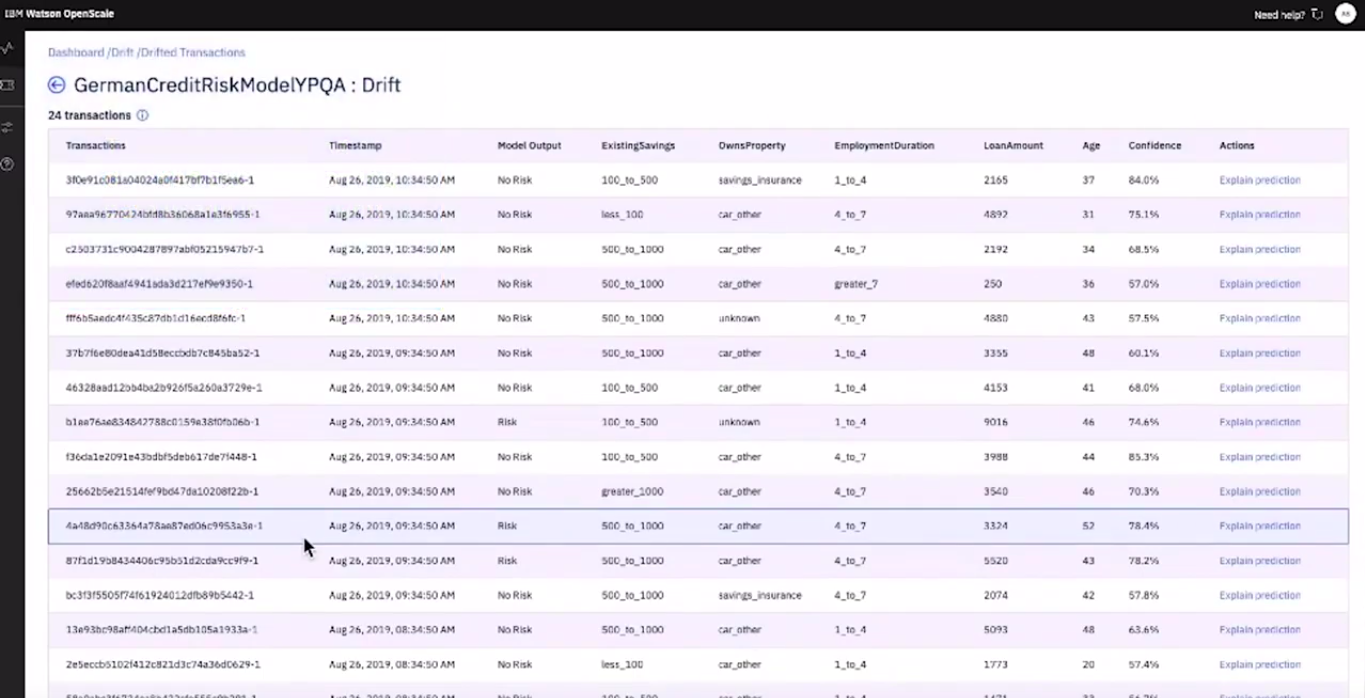 IBM Watson OpenScale
Need help?
Dashboard /Drift /Drifted Transactions
GermanCreditRiskModelYPQA : Drift
24 transactions
Transactions Timestamp Model Output ExistingSavings OwnsProperty EmploymentDuration LoanAmount Age Confidence Actions
3f0e91c081a04024a0f417bf7b1f5ea6-1 Aug 26, 2019, 10:34:50 AM No Risk 100_to_500 savings_insurance 1_to_4 2165 37 84.0% Explain prediction
97aea96770424bfd8b36068a1e3f6955-1 Aug 26, 2019, 10:34:50 AM No Risk less_100 car_other 4_to_7 4892 31 75.1% Explain prediction
c2503731c9004287897abf05215947b7-1 Aug 26, 2019, 10:34:50 AM No Risk 500_to_1000 car_other 4_to_7 2192 34 68.5% Explain prediction
efed620f8aaf4941ada3d217ef9e9350-1 Aug 26, 2019, 10:34:50 AM No Risk 500_to_1000 car_other greater_7 250 36 57.0% Explain prediction
fff6b5aedc4f435c87db1d16ecd8f6fc-1 Aug 26, 2019, 10:34:50 AM No Risk 500_to_1000 unknown 4_to_7 4880 43 57.5% Explain prediction
37b7f6e80dea41d58eccbdb7c845ba52-1 Aug 26, 2019, 09:34:50 AM No Risk 500_to_1000 car_other 1_to_4 3355 48 60.1% Explain prediction
46328aad12bb4ba2b926f5a260a3729e-1 Aug 26, 2019, 09:34:50 AM No Risk 100_to_500 car_other 1_to_4 4153 41 68.0% Explain prediction
b1ee76ae834842788c0159e38f0fb06b-1 Aug 26, 2019, 09:34:50 AM Risk 100_to_500 unknown 1_to_4 9016 46 74.6% Explain prediction
f36da1e2091e43bdbf5deb617de7f448-1 Aug 26, 2019, 09:34:50 AM No Risk 100_to_500 car_other 4_to_7 3988 44 85.3% Explain prediction
25662b5e21514fef9bd47da10208f22b-1 Aug 26, 2019, 09:34:50 AM No Risk greater_1000 car_other 4_to_7 3540 46 70.3% Explain prediction
4a48d90c63364a78ae87ed06c9953a3e-1 Aug 26, 2019, 09:34:50 AM Risk 500_to_1000 car_other 4_to_7 3324 52 78.4% Explain prediction
87f1d19b8434406c95b51d2cda9cc9f9-1 Aug 26, 2019, 09:34:50 AM Risk 500_to_1000 car_other 4_to_7 5520 43 78.2% Explain prediction
bc3f3f5505f74f61924012dfb89b5442-1 Aug 26, 2019, 09:34:50 AM No Risk 500_to_1000 savings_insurance 4_to_7 2074 42 57.8% Explain prediction
13e93bc98aff404cbd1a5db105a1933a-1 Aug 26, 2019, 08:34:50 AM No Risk 500_to_1000 car_other 1_to_4 5093 48 63.6% Explain prediction
2e5eccb5102f412c821d3c74a36d0629-1 Aug 26, 2019, 08:34:50 AM No Risk less_100 car_other 1_to_4 1773 20 57.4% Explain prediction